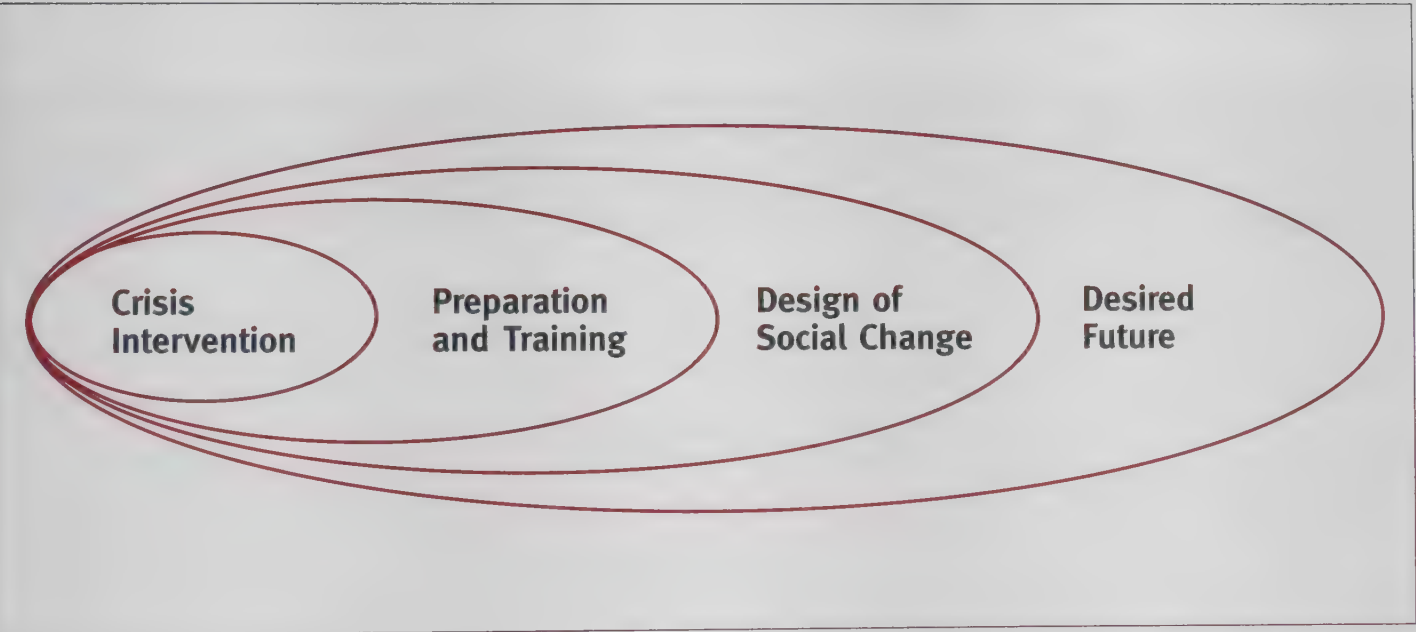 Crisis
Intervention
Preparation
and Training
Design of
Social Change
Desired
Future